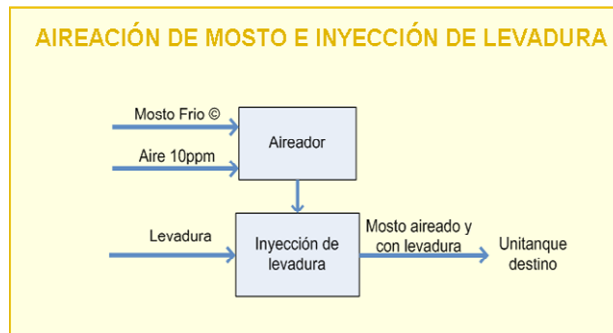 AIREACIÓN DE MOSTO E INYECCIÓN DE LEVADURA
Mosto Frio ©
Aireador
Aire 10ppm
Levadura
Inyección de
levadura
Mosto aireado y
con levadura
Unitanque
destino